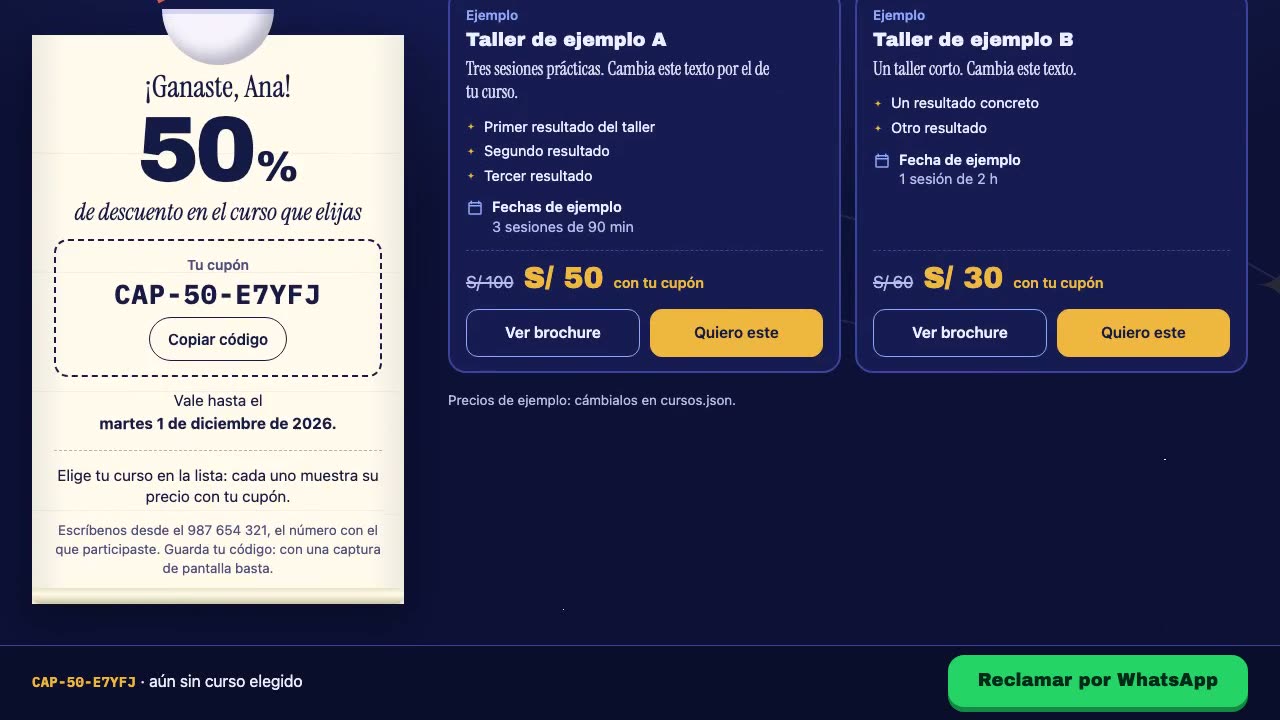 ¡Ganaste, Ana!
50%
de descuento en el curso que elijas
Tu cupón
CAP-50-E7YFJ
Copiar código
Vale hasta el
martes 1 de diciembre de 2026.
Elige tu curso en la lista: cada uno muestra su
precio con tu cupón.
Escríbenos desde el 987 654 321, el número con el
que participaste. Guarda tu código: con una captura
de pantalla basta.
Ejemplo
Taller de ejemplo A
Tres sesiones prácticas. Cambia este texto por el de
tu curso.
Primer resultado del taller
Segundo resultado
Tercer resultado
Fechas de ejemplo
3 sesiones de 90 min
S/ 100 S/ 50 con tu cupón
Ver brochure
Quiero este
Ejemplo
Taller de ejemplo B
Un taller corto. Cambia este texto.
Un resultado concreto
Otro resultado
Fecha de ejemplo
1 sesión de 2 h
S/ 60 S/ 30 con tu cupón
Ver brochure
Quiero este
Precios de ejemplo: cámbialos en cursos.json.
CAP-50-E7YFJ · aún sin curso elegido
Reclamar por WhatsApp